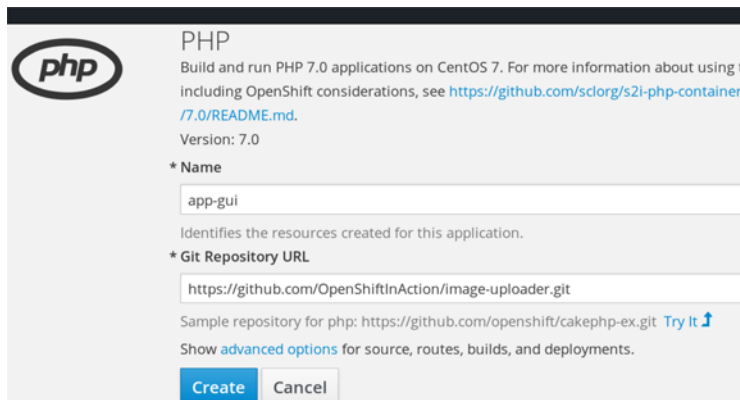 php
PHP
Build and run PHP 7.0 applications on CentOS 7. For more information about using
including OpenShift considerations, see https://github.com/sclorg/s2i-php-container
/7.0/README.md.
Version: 7.0
* Name
app-gui
Identifies the resources created for this application.
* Git Repository URL
https://github.com/OpenShiftInAction/image-uploader.git
Sample repository for php: https://github.com/openshift/cakephp-ex.git Try It
Show advanced options for source, routes, builds, and deployments.
Create Cancel